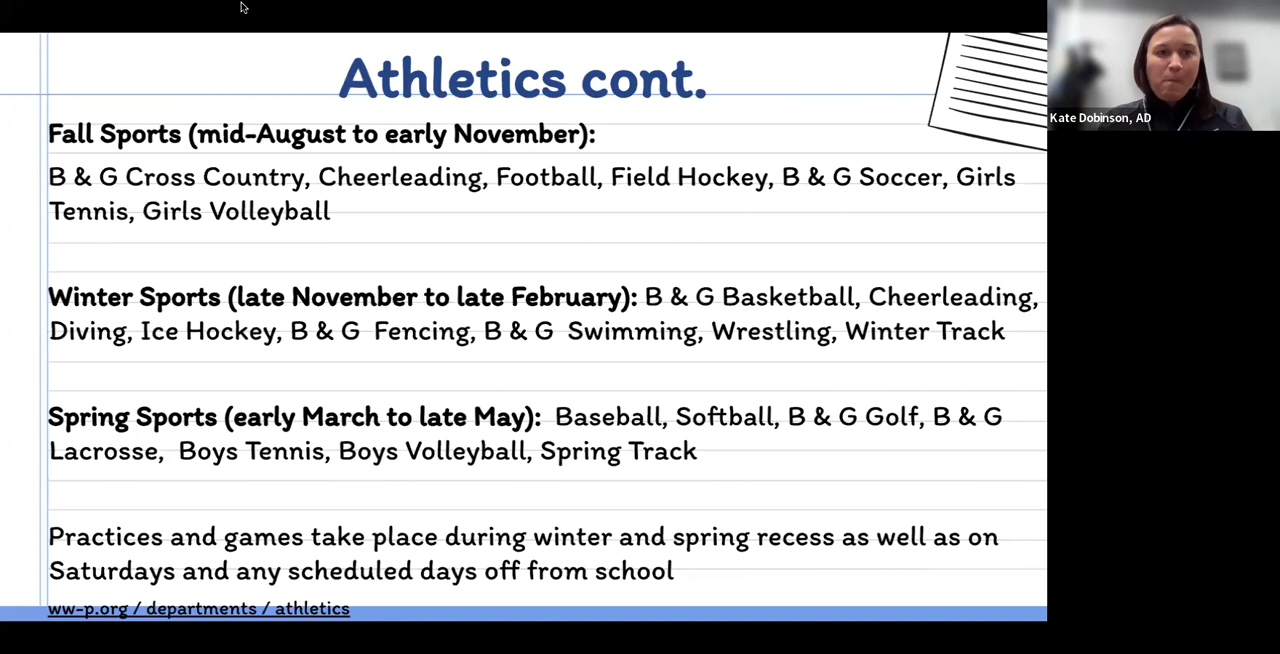 Athletics cont.
Kate Dobinson, AD
Fall Sports (mid-August to early November):
B & G Cross Country, Cheerleading, Football, Field Hockey, B & G Soccer, Girls
Tennis, Girls Volleyball
Winter Sports (late November to late February): B & G Basketball, Cheerleading,
Diving, Ice Hockey, B & G  Fencing, B & G  Swimming, Wrestling, Winter Track
Spring Sports (early March to late May):  Baseball, Softball, B & G Golf, B & G
Lacrosse,  Boys Tennis, Boys Volleyball, Spring Track
Practices and games take place during winter and spring recess as well as on
Saturdays and any scheduled days off from school
ww-p.org / departments / athletics